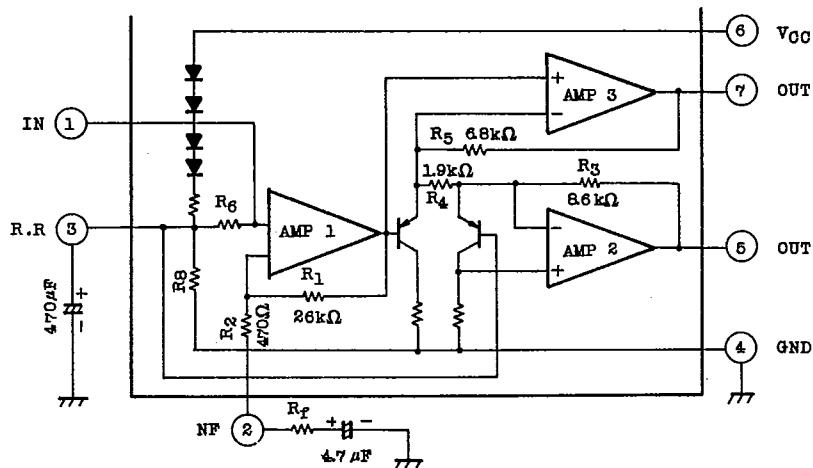 6 VCC
AMP 3
+
−
7 OUT
IN 1
R5 6.8kΩ
1.9kΩ
R4
R3
8.6kΩ
R6
R.R 3
AMP 1
AMP 2
−
+
5 OUT
470μF
+
−
R8
R1
26kΩ
R2
470Ω
4 GND
NF 2
Rf
+ −
4.7μF